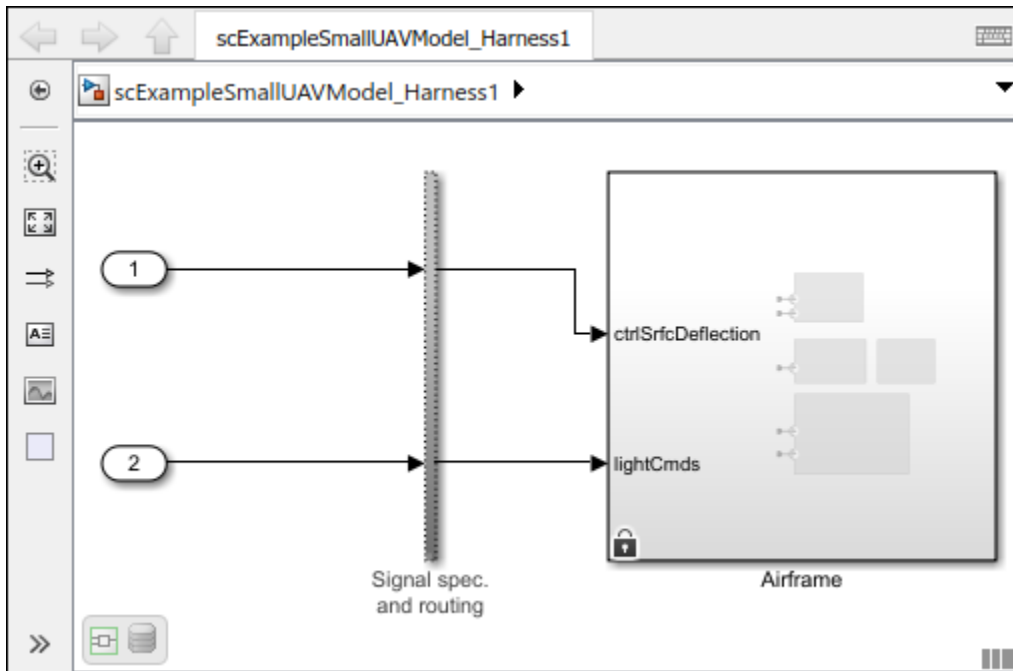 scExampleSmallUAVModel_Harness1
scExampleSmallUAVModel_Harness1
1
ctrlSrfcDeflection
2
lightCmds
Signal spec.
and routing
Airframe
A